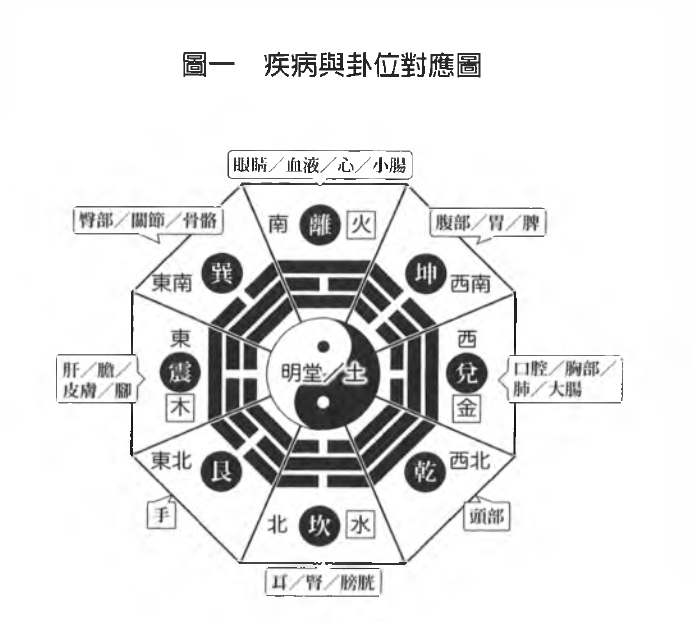 圖一　疾病與卦位對應圖
眼睛／血液／心／小腸
臀部／關節／骨骼
腹部／胃／脾
南 離 火
東南 巽
坤 西南
東 震 木
明堂／土
西 兌 金
肝／膽／
皮膚／腳
口腔／胸部／
肺／大腸
東北 艮
乾 西北
手
頭部
北 坎 水
耳／腎／膀胱